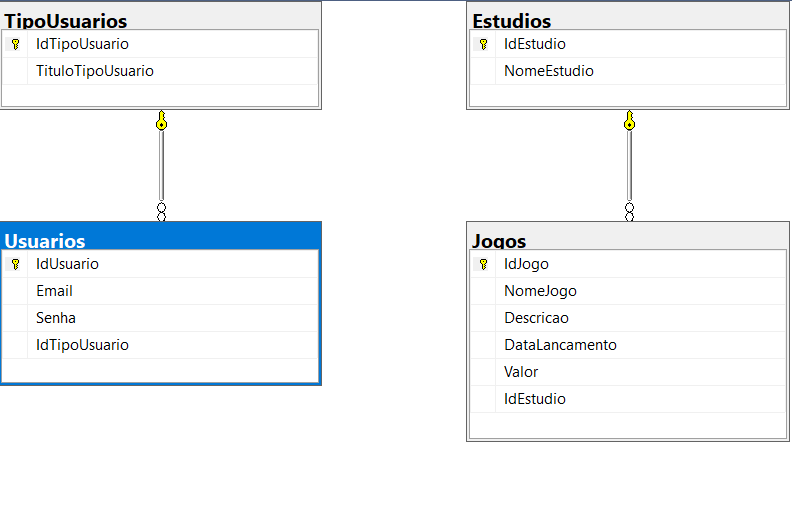 TipoUsuarios
IdTipoUsuario
TituloTipoUsuario
Estudios
IdEstudio
NomeEstudio
Usuarios
IdUsuario
Email
Senha
IdTipoUsuario
Jogos
IdJogo
NomeJogo
Descricao
DataLancamento
Valor
IdEstudio